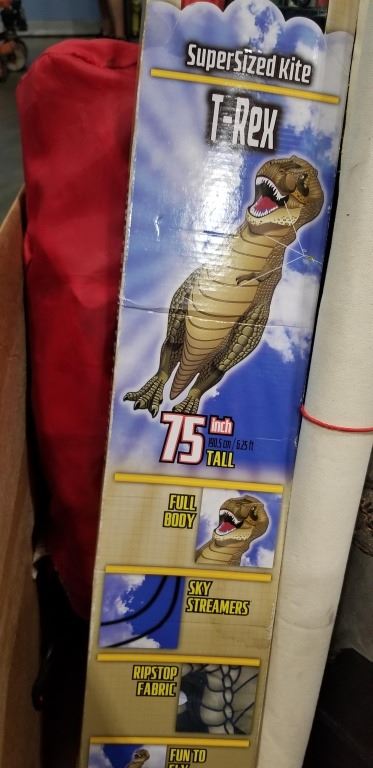 SuperSized Kite
T-Rex
75 inch
190.5 cm / 6.25 ft
TALL
FULL
BODY
SKY
STREAMERS
RIPSTOP
FABRIC
FUN TO
FLY